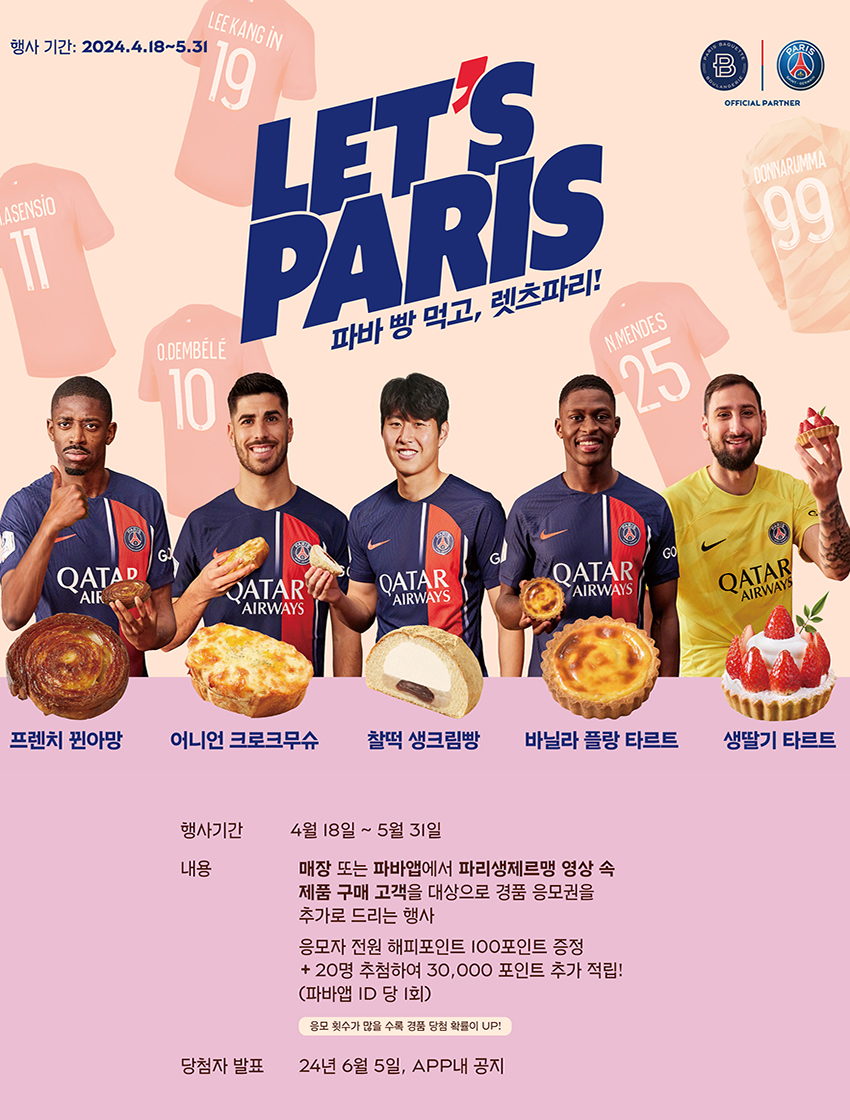 행사 기간: 2024.4.18~5.31
LEE KANG IN
19
PARIS BAGUETTE
B
BOULANGERIE
PARIS
SAINT-GERMAIN
OFFICIAL PARTNER
LET'S
PARIS
파바 빵 먹고, 렛츠파리!
M.ASENSIO
11
DONNARUMMA
99
O.DEMBÉLÉ
10
N.MENDES
25
QATAR
AIRWAYS
QATAR
AIRWAYS
QATAR
AIRWAYS
QATAR
AIRWAYS
QATAR
AIRWAYS
프렌치 뀐아망
어니언 크로크무슈
찰떡 생크림빵
바닐라 플랑 타르트
생딸기 타르트
행사기간 4월 18일 ~ 5월 31일
내용 매장 또는 파바앱에서 파리생제르맹 영상 속
제품 구매 고객을 대상으로 경품 응모권을
추가로 드리는 행사
응모자 전원 해피포인트 100포인트 증정
+ 20명 추첨하여 30,000 포인트 추가 적립!
(파바앱 ID 당 1회)
응모 횟수가 많을 수록 경품 당첨 확률이 UP!
당첨자 발표 24년 6월 5일, APP내 공지